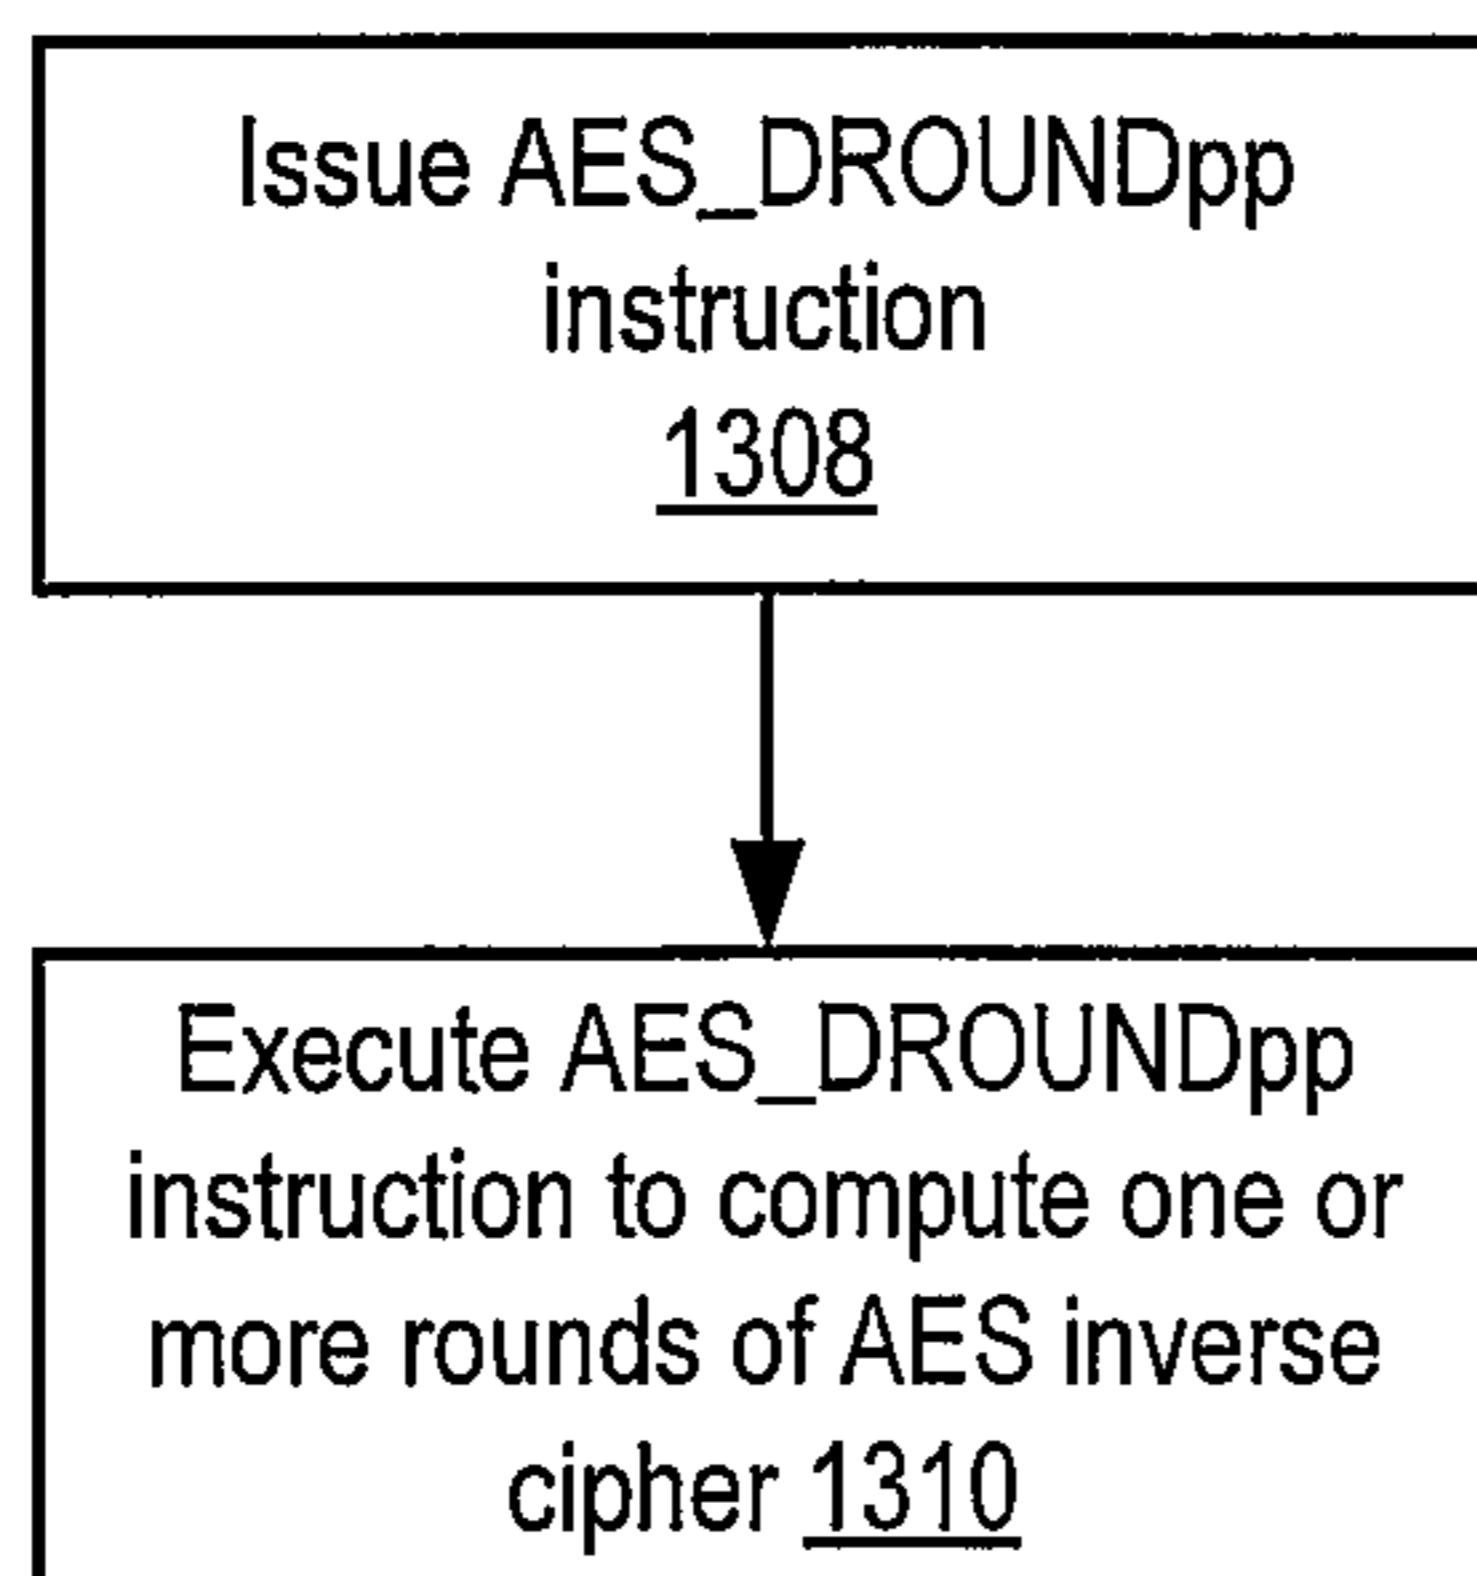 Issue AES_DROUNDpp
instruction
1308
Execute AES_DROUNDpp
instruction to compute one or
more rounds of AES inverse
cipher 1310